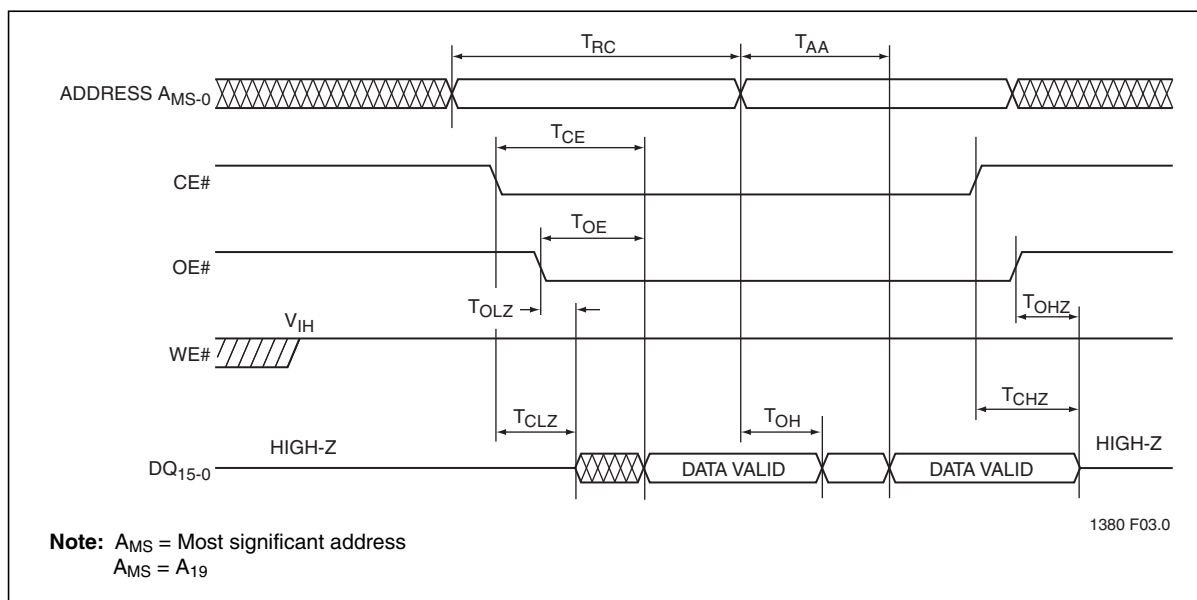 TRC
TAA
ADDRESS AMS-0
TCE
CE#
TOE
OE#
TOLZ
TOHZ
VIH
WE#
TCLZ
TOH
TCHZ
HIGH-Z
HIGH-Z
DQ15-0
DATA VALID
DATA VALID
1380 F03.0
Note: AMS = Most significant address
AMS = A19